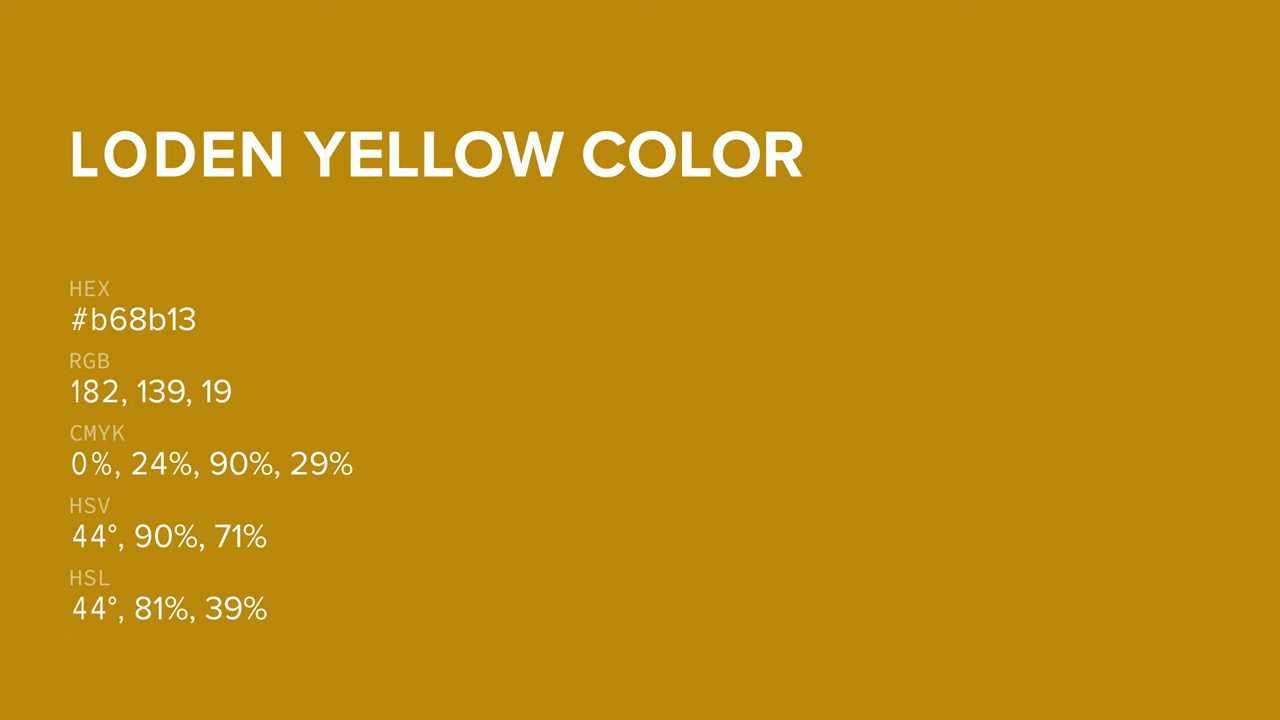 LODEN YELLOW COLOR
HEX
#b68b13
RGB
182, 139, 19
CMYK
0%, 24%, 90%, 29%
HSV
44°, 90%, 71%
HSL
44°, 81%, 39%